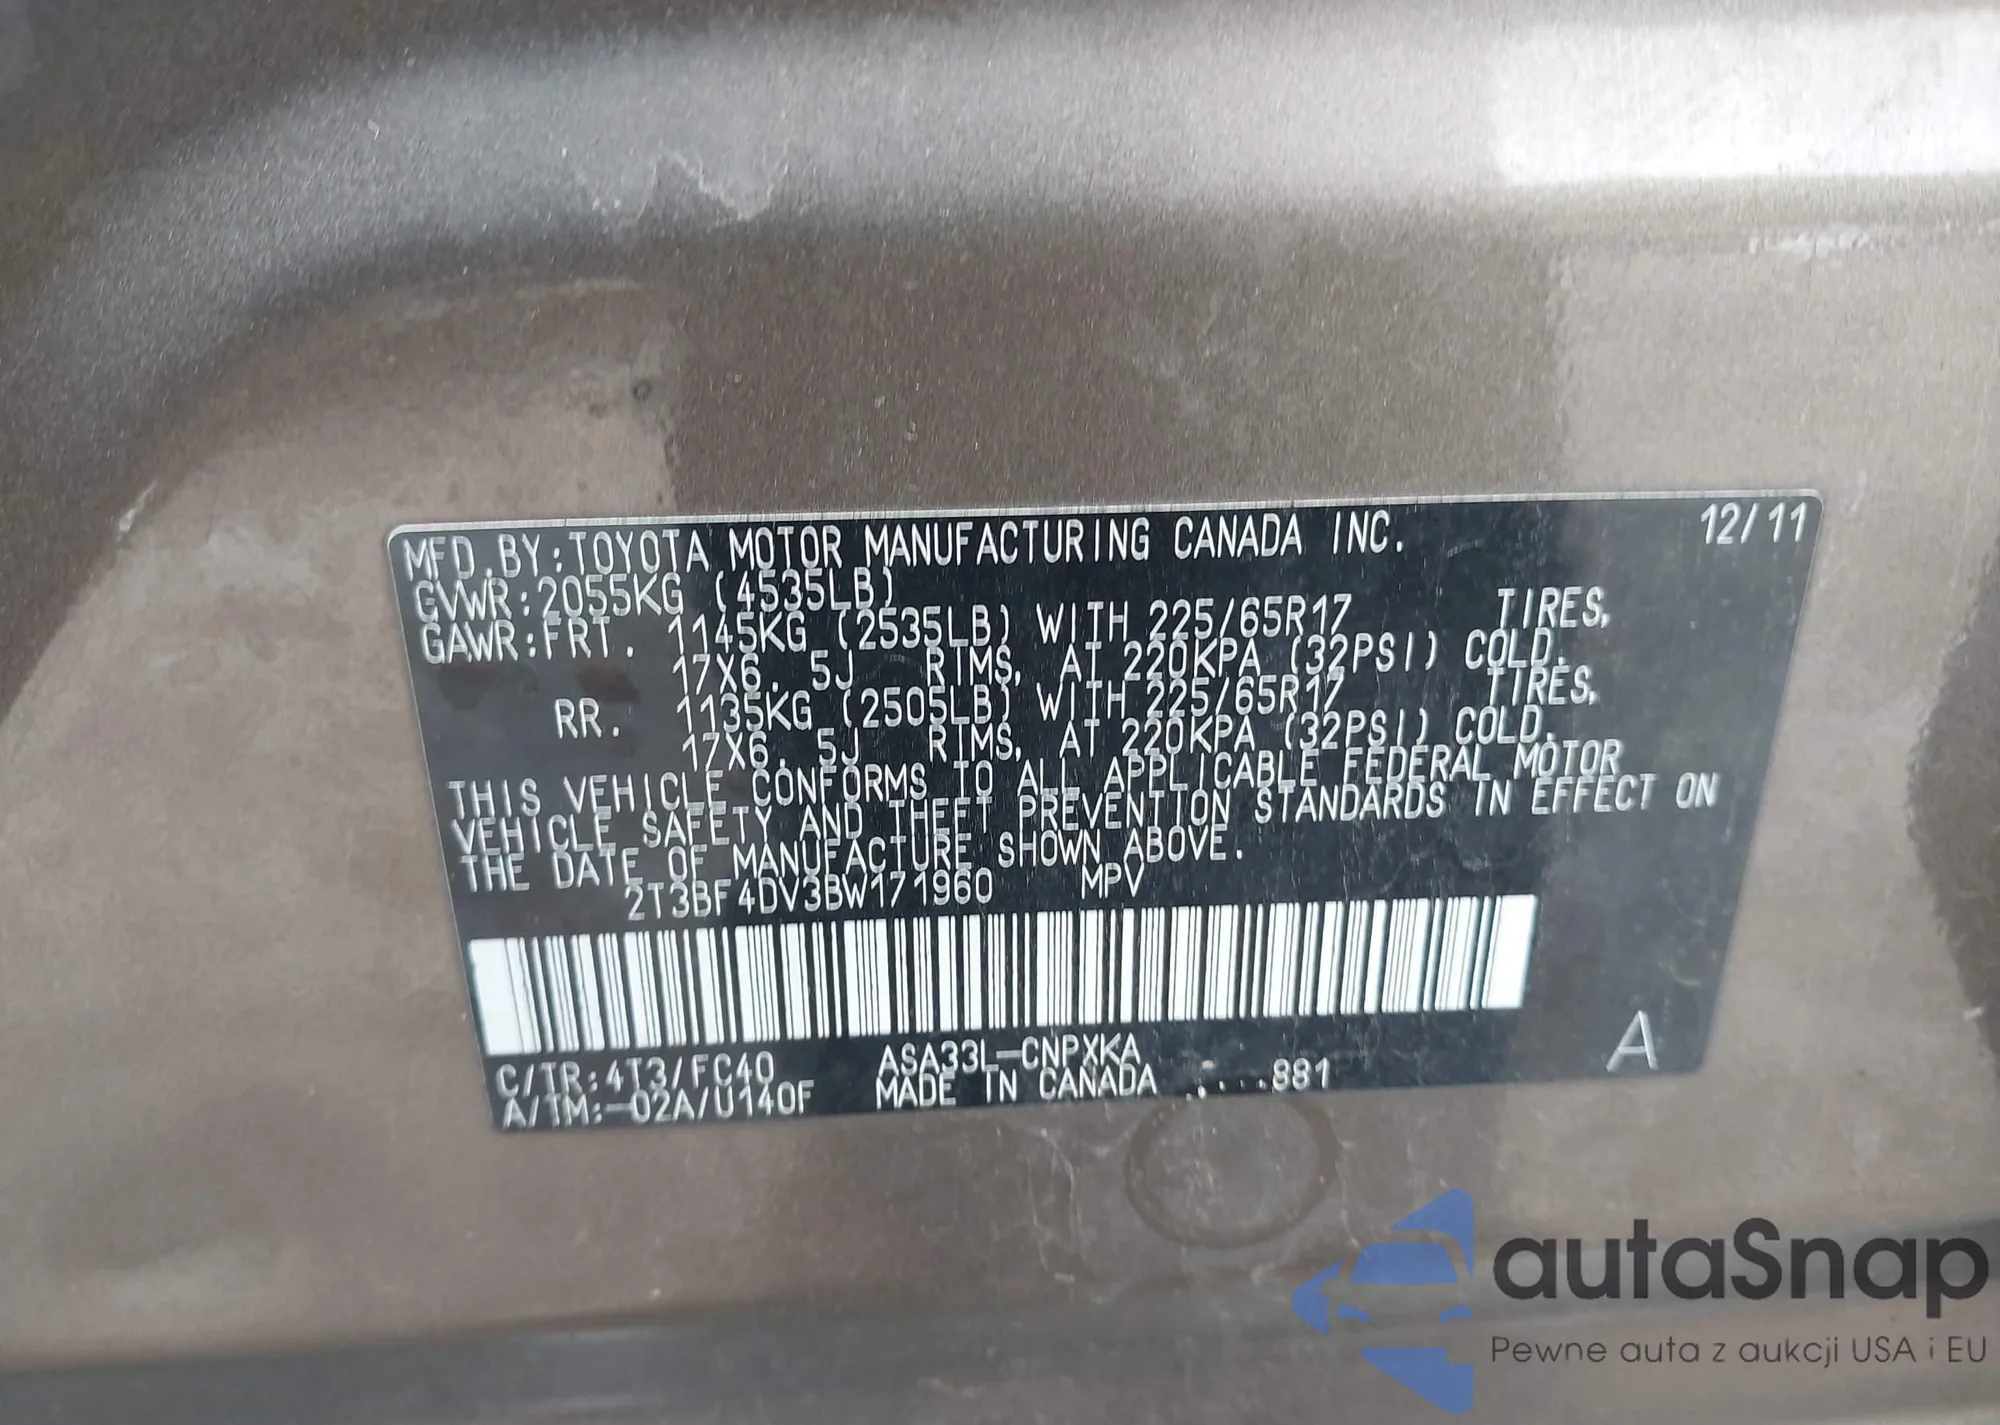 MFD.BY:TOYOTA MOTOR MANUFACTURING CANADA INC. 12/11
GVWR:2055KG (4535LB)
GAWR:FRT. 1145KG (2535LB) WITH 225/65R17 TIRES,
17X6.5J RIMS, AT 220KPA (32PSI) COLD.
RR. 1135KG (2505LB) WITH 225/65R17 TIRES,
17X6.5J RIMS, AT 220KPA (32PSI) COLD.
THIS VEHICLE CONFORMS TO ALL APPLICABLE FEDERAL MOTOR
VEHICLE SAFETY AND THEFT PREVENTION STANDARDS IN EFFECT ON
THE DATE OF MANUFACTURE SHOWN ABOVE.
2T3BF4DV3BW171960 MPV
C/TR:4T3/FC40 ASA33L-CNPXKA
A/TM:-02A/U140F MADE IN CANADA ....881
A
autaSnap
Pewne auta z aukcji USA i EU